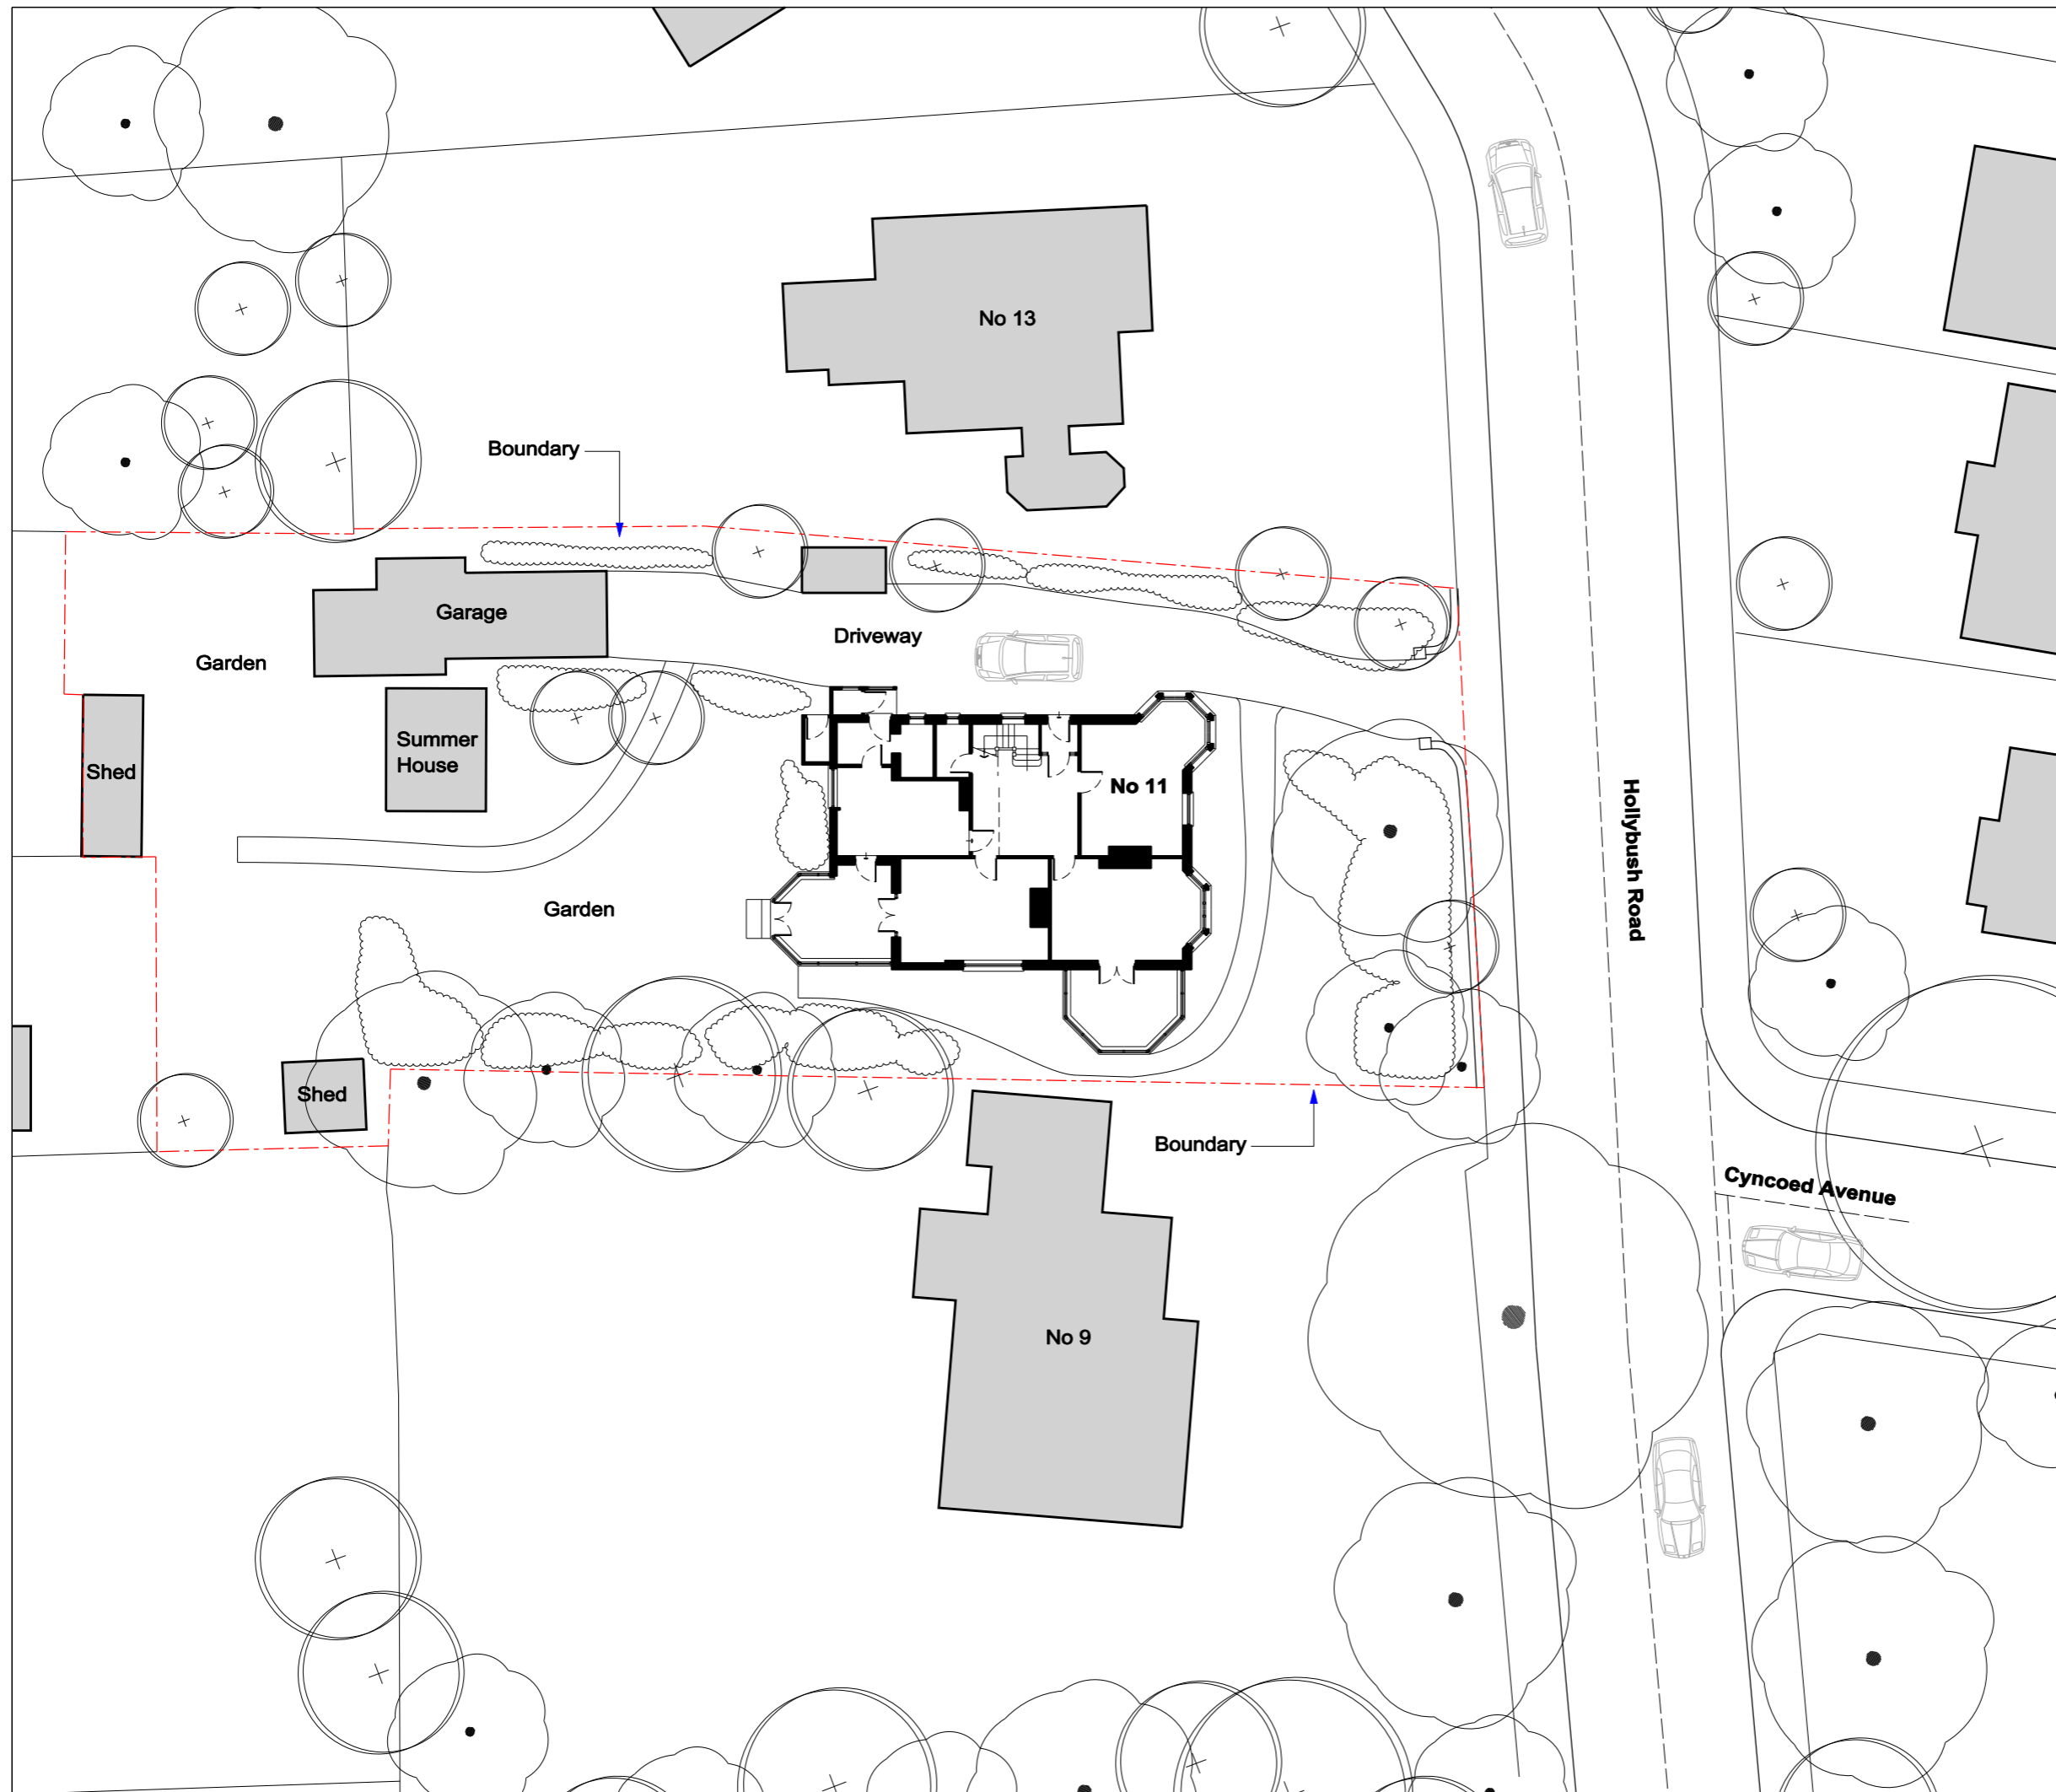 No 13
Boundary
Garage
Driveway
Garden
Summer
House
Shed
No 11
Hollybush Road
Garden
Shed
Boundary
Cyncoed Avenue
No 9